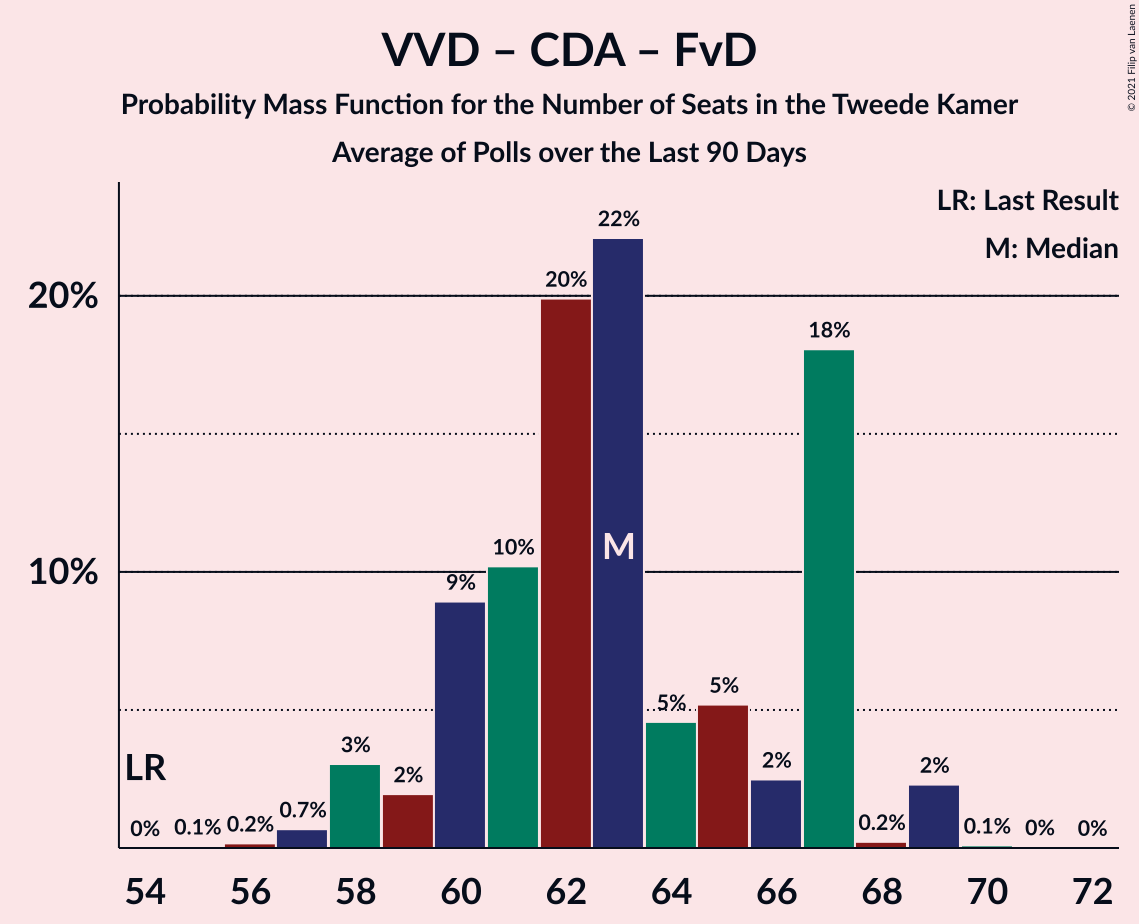 VVD – CDA – FvD
Probability Mass Function for the Number of Seats in the Tweede Kamer
Average of Polls over the Last 90 Days
© 2021 Filip van Laenen
LR: Last Result
M: Median
20%
10%
LR
0%
0.1%
0.2%
0.7%
3%
2%
9%
10%
20%
22%
M
5%
5%
2%
18%
0.2%
2%
0.1%
0%
0%
54 56 58 60 62 64 66 68 70 72